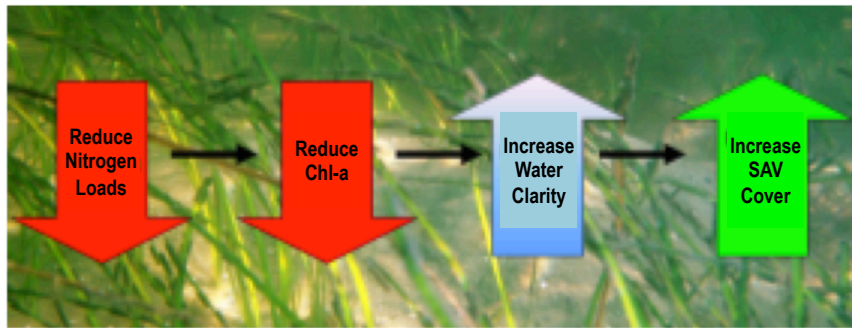 Reduce
Nitrogen
Loads
Reduce
Chl-a
Increase
Water
Clarity
Increase
SAV
Cover